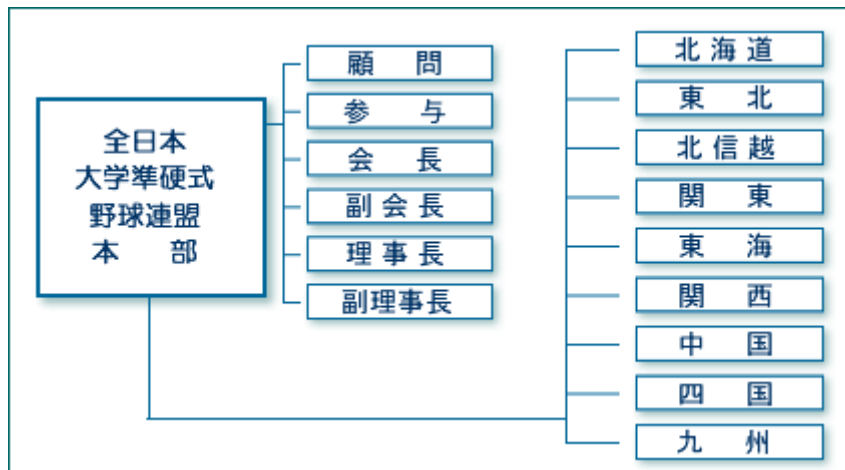 全日本
大学準硬式
野球連盟
本　部
顧　問
参　与
会　長
副会長
理事長
副理事長
北海道
東　北
北信越
関　東
東　海
関　西
中　国
四　国
九　州